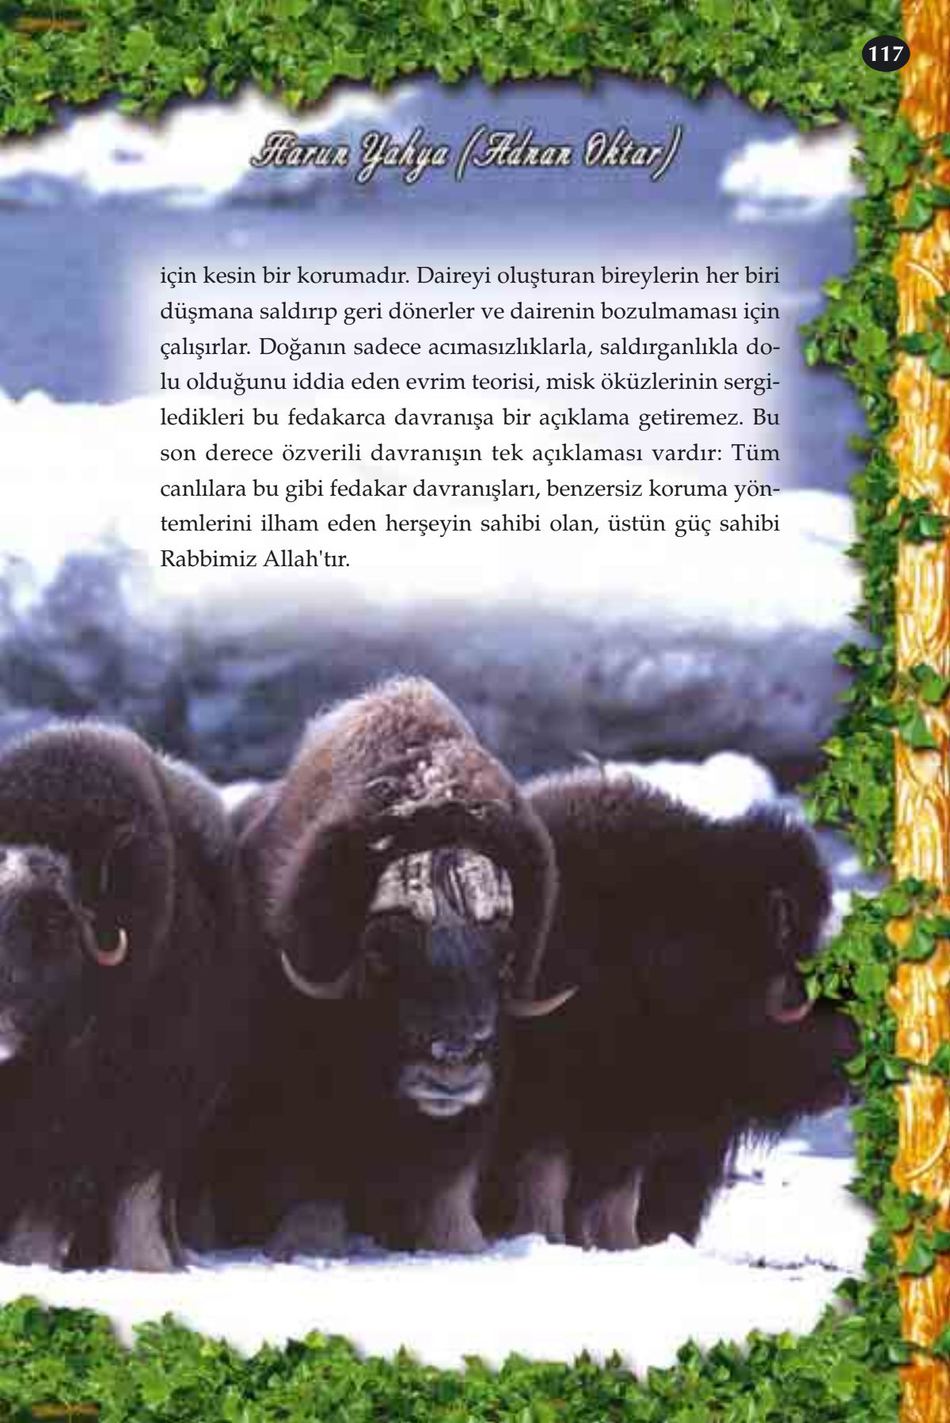 117
Harun Yahya (Adnan Oktar)
için kesin bir korumadır. Daireyi oluşturan bireylerin her biri
düşmana saldırıp geri dönerler ve dairenin bozulmaması için
çalışırlar. Doğanın sadece acımasızlıklarla, saldırganlıkla do-
lu olduğunu iddia eden evrim teorisi, misk öküzlerinin sergi-
ledikleri bu fedakarca davranışa bir açıklama getiremez. Bu
son derece özverili davranışın tek açıklaması vardır: Tüm
canlılara bu gibi fedakar davranışları, benzersiz koruma yön-
temlerini ilham eden herşeyin sahibi olan, üstün güç sahibi
Rabbimiz Allah'tır.